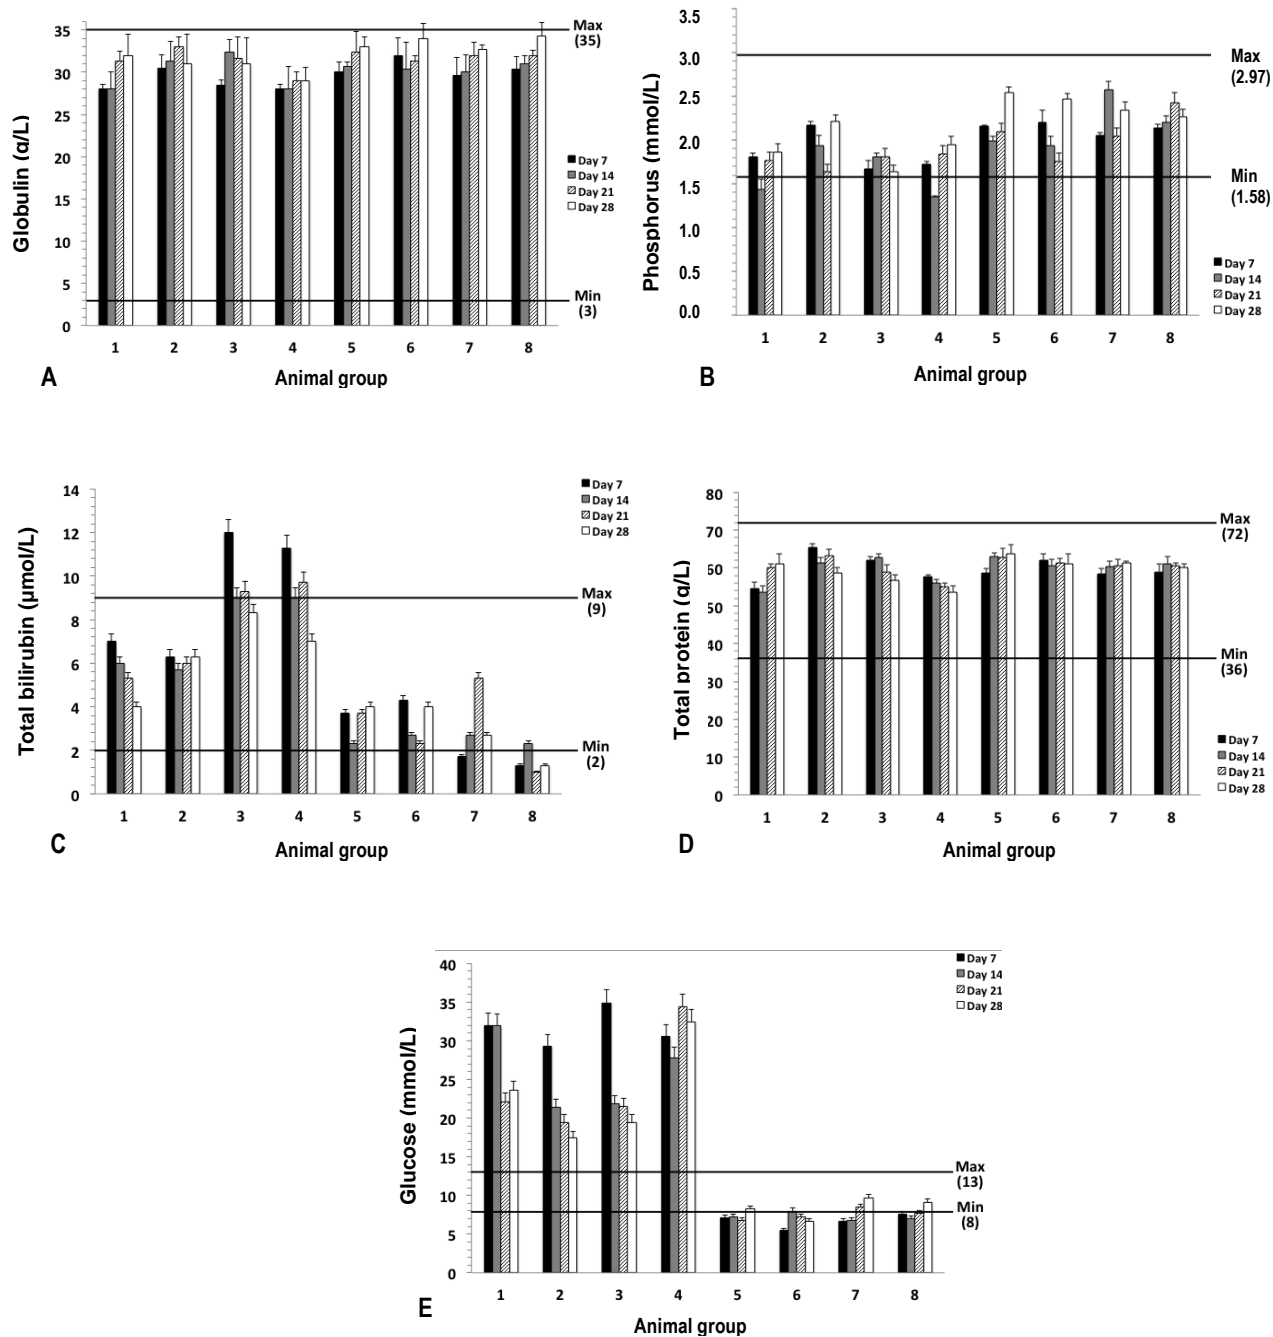 35
30
25
20
15
10
5
0
Globulin (g/L)
Max
(35)
Day 7
Day 14
Day 21
Day 28
Min
(3)
1 2 3 4 5 6 7 8
Animal group
A
3.5
3.0
2.5
2.0
1.5
1.0
0.5
0.0
Phosphorus (mmol/L)
Max
(2.97)
Min
(1.58)
Day 7
Day 14
Day 21
Day 28
1 2 3 4 5 6 7 8
Animal group
B
14
12
10
8
6
4
2
0
Total bilirubin (µmol/L)
Day 7
Day 14
Day 21
Day 28
Max
(9)
Min
(2)
1 2 3 4 5 6 7 8
Animal group
C
80
70
60
50
40
30
20
10
0
Total protein (g/L)
Max
(72)
Min
(36)
Day 7
Day 14
Day 21
Day 28
1 2 3 4 5 6 7 8
Animal group
D
40
35
30
25
20
15
10
5
0
Glucose (mmol/L)
Day 7
Day 14
Day 21
Day 28
Max
(13)
Min
(8)
1 2 3 4 5 6 7 8
Animal group
E